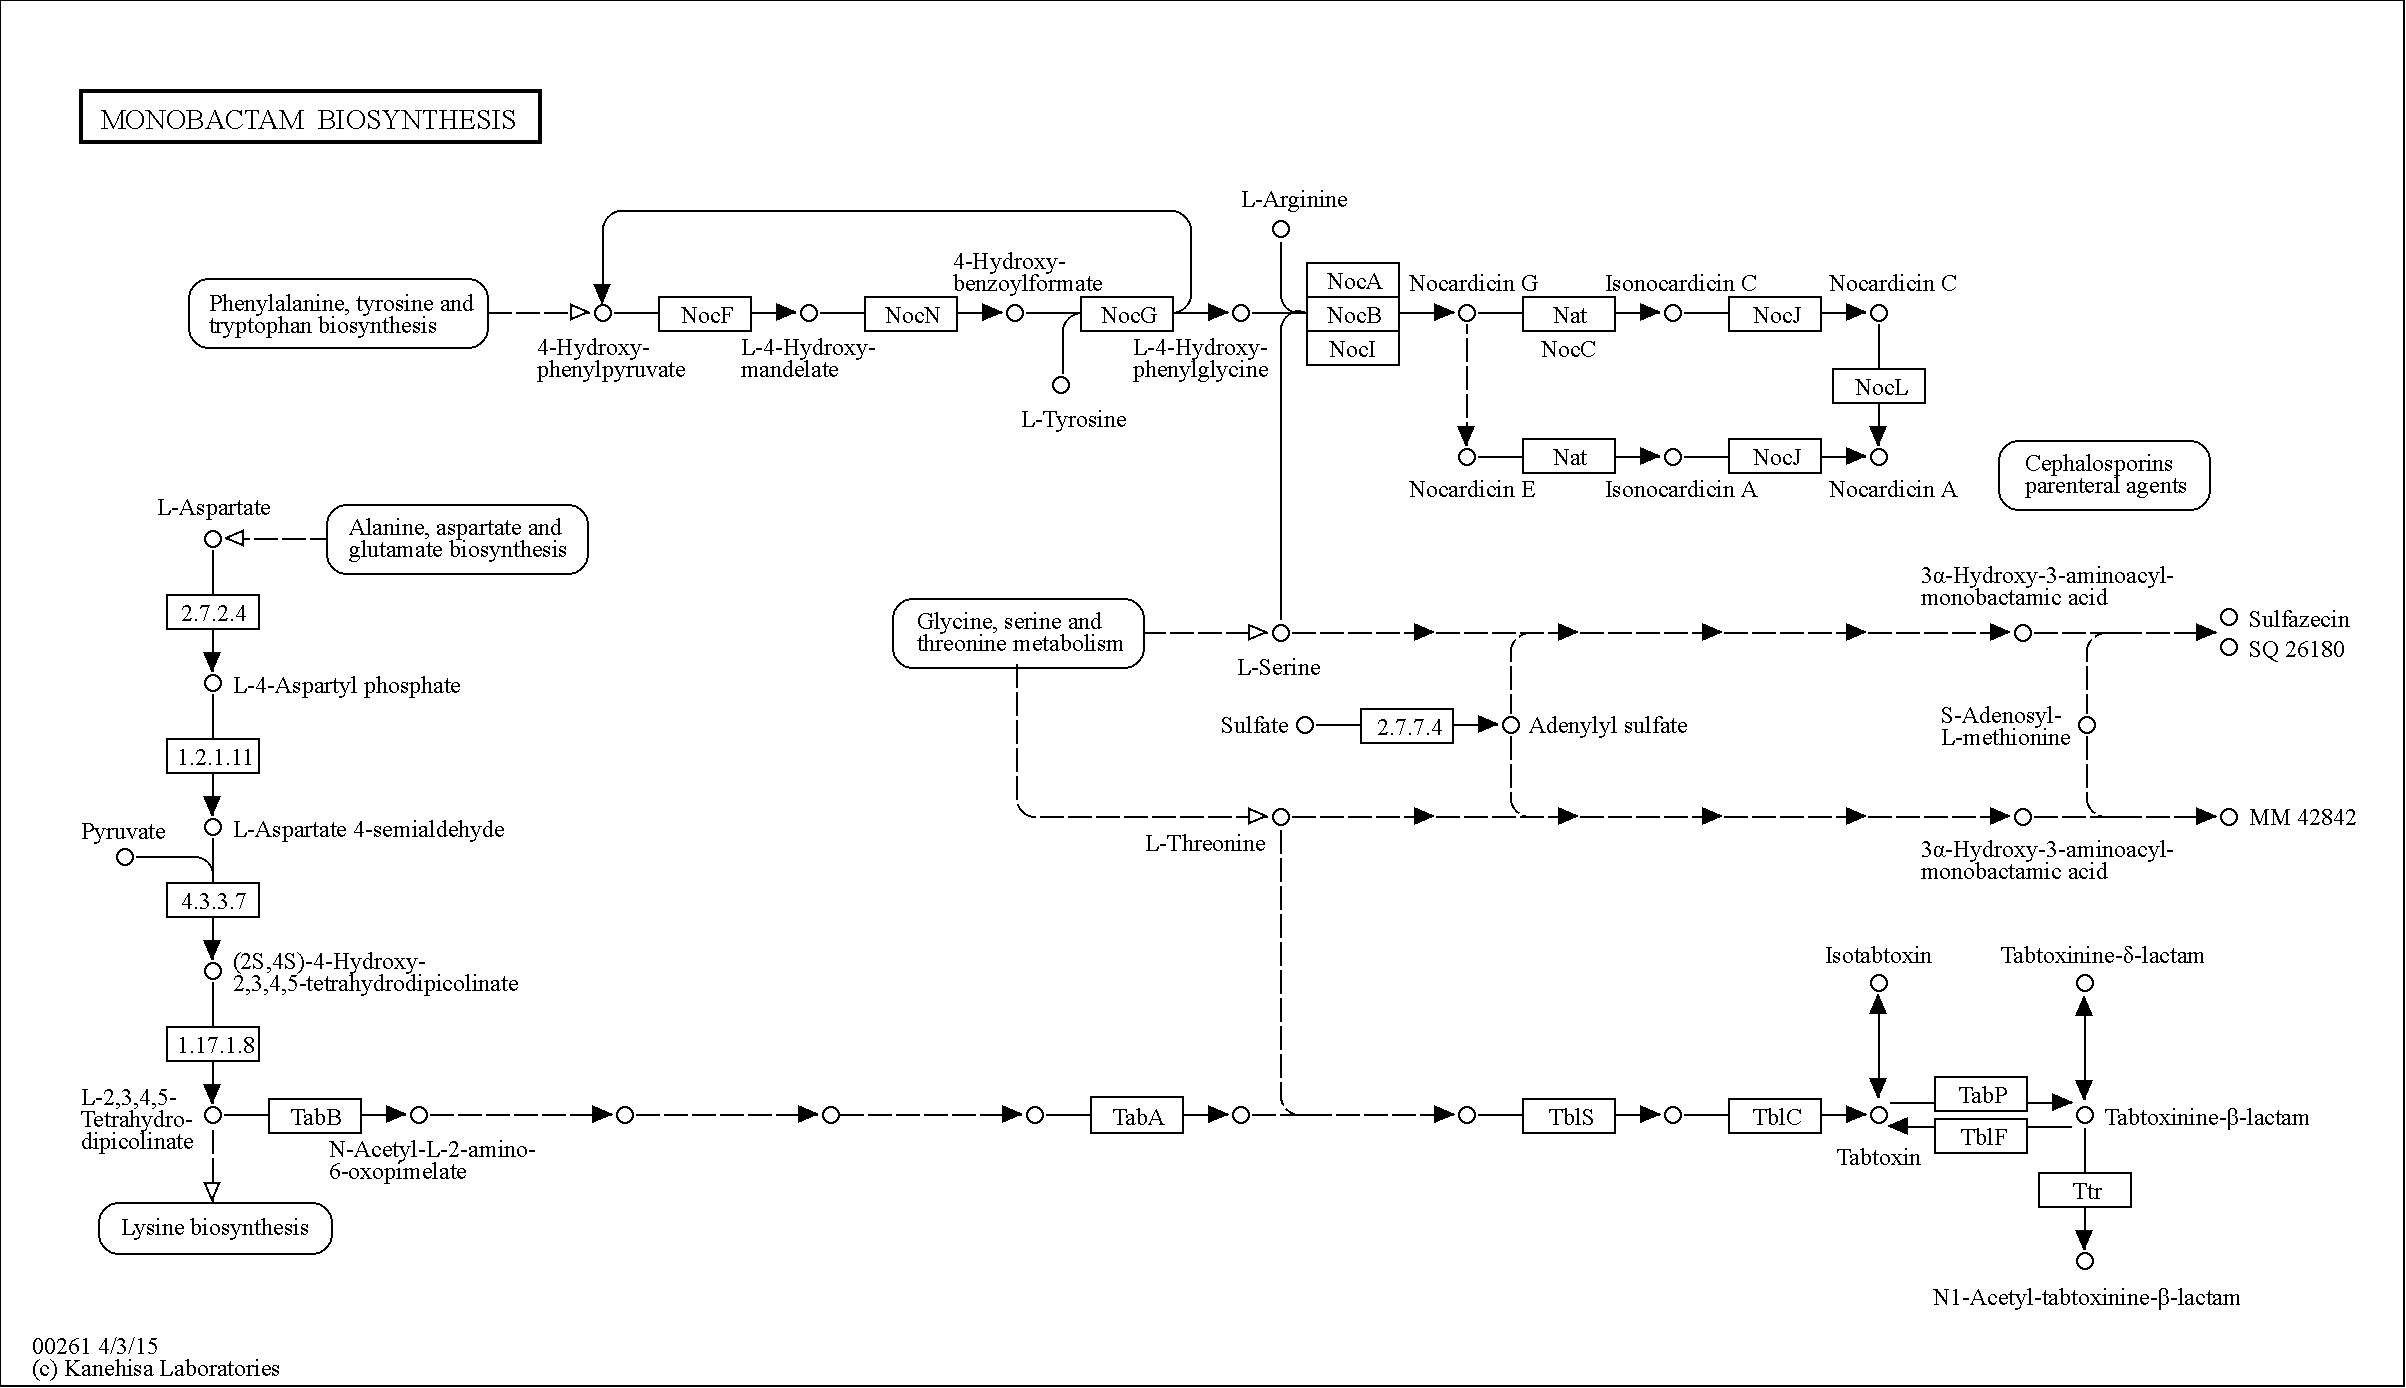 MONOBACTAM BIOSYNTHESIS
L-Arginine
4-Hydroxy-
benzoylformate
Phenylalanine, tyrosine and
tryptophan biosynthesis
NocF
NocN
NocG
NocA
NocB
NocI
Nocardicin G
Isonocardicin C
Nocardicin C
Nat
NocC
NocJ
4-Hydroxy-
phenylpyruvate
L-4-Hydroxy-
mandelate
L-4-Hydroxy-
phenylglycine
L-Tyrosine
NocL
Nat
NocJ
Nocardicin E
Isonocardicin A
Nocardicin A
Cephalosporins
parenteral agents
L-Aspartate
Alanine, aspartate and
glutamate biosynthesis
2.7.2.4
L-4-Aspartyl phosphate
1.2.1.11
L-Aspartate 4-semialdehyde
Pyruvate
4.3.3.7
(2S,4S)-4-Hydroxy-
2,3,4,5-tetrahydrodipicolinate
1.17.1.8
Glycine, serine and
threonine metabolism
L-Serine
3α-Hydroxy-3-aminoacyl-
monobactamic acid
Sulfazecin
SQ 26180
Sulfate
2.7.7.4
Adenylyl sulfate
S-Adenosyl-
L-methionine
L-Threonine
MM 42842
3α-Hydroxy-3-aminoacyl-
monobactamic acid
Isotabtoxin
Tabtoxinine-δ-lactam
L-2,3,4,5-
Tetrahydro-
dipicolinate
TabB
N-Acetyl-L-2-amino-
6-oxopimelate
TabA
TblS
TblC
TabP
TblF
Tabtoxin
Tabtoxinine-β-lactam
Ttr
Lysine biosynthesis
N1-Acetyl-tabtoxinine-β-lactam
00261 4/3/15
(c) Kanehisa Laboratories